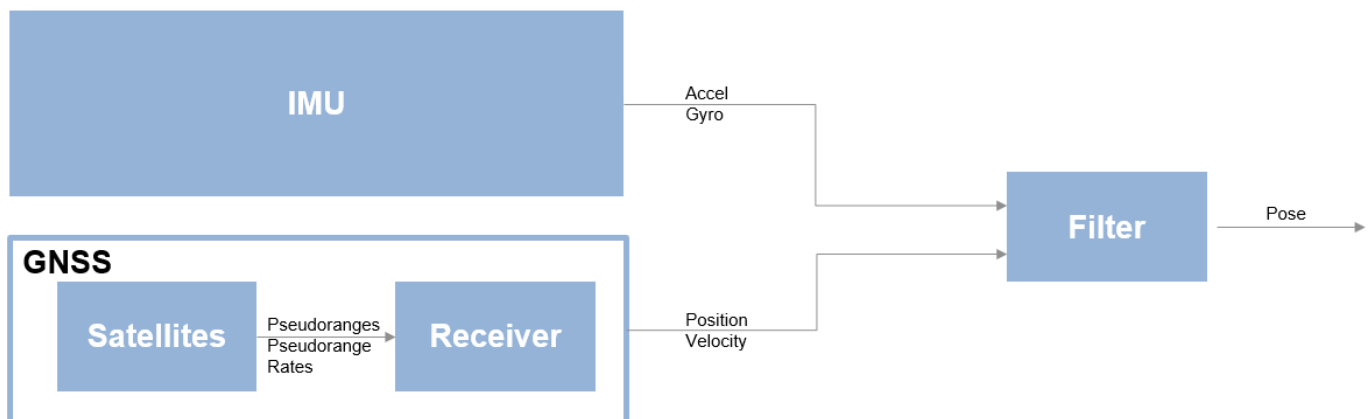 IMU
Accel
Gyro
Filter
Pose
GNSS
Satellites
Pseudoranges
Pseudorange
Rates
Receiver
Position
Velocity